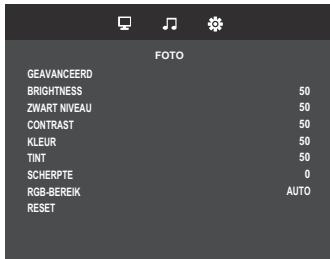 FOTO
GEAVANCEERD
BRIGHTNESS 50
ZWART NIVEAU 50
CONTRAST 50
KLEUR 50
TINT 50
SCHERPTE 0
RGB-BEREIK AUTO
RESET